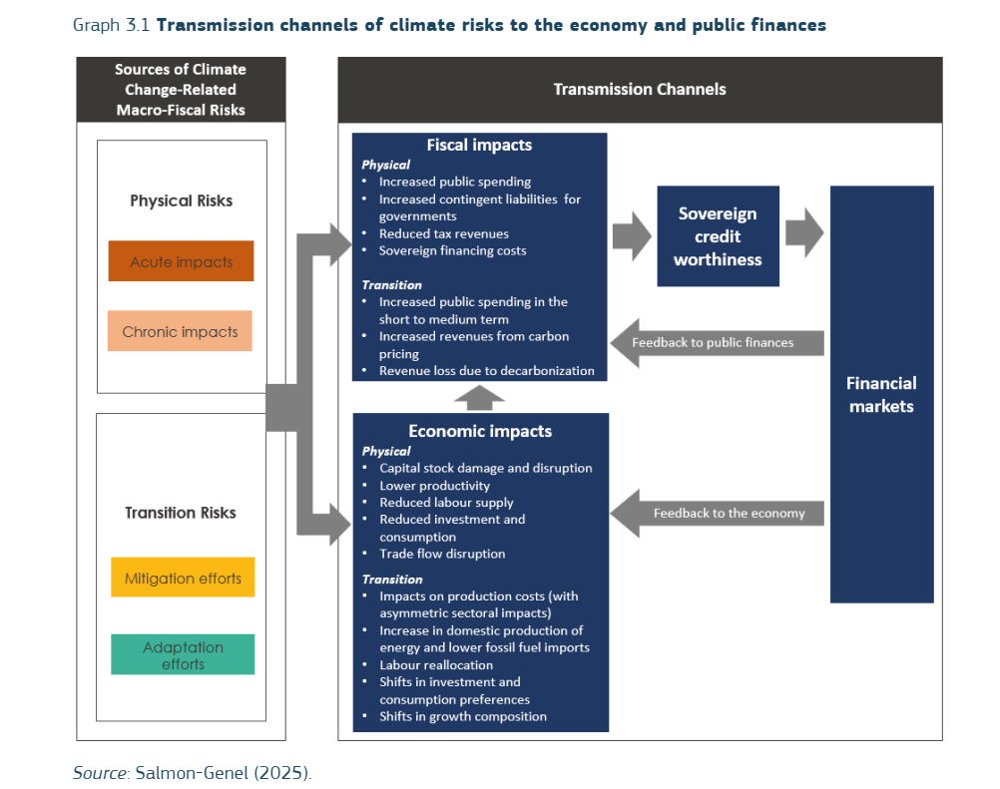 Graph 3.1 Transmission channels of climate risks to the economy and public finances
Sources of Climate
Change-Related
Macro-Fiscal Risks
Physical Risks
Acute impacts
Chronic impacts
Transition Risks
Mitigation efforts
Adaptation
efforts
Transmission Channels
Fiscal impacts
Physical
• Increased public spending
• Increased contingent liabilities for
governments
• Reduced tax revenues
• Sovereign financing costs
Transition
• Increased public spending in the
short to medium term
• Increased revenues from carbon
pricing
• Revenue loss due to decarbonization
Economic impacts
Physical
• Capital stock damage and disruption
• Lower productivity
• Reduced labour supply
• Reduced investment and
consumption
• Trade flow disruption
Transition
• Impacts on production costs (with
asymmetric sectoral impacts)
• Increase in domestic production of
energy and lower fossil fuel imports
• Labour reallocation
• Shifts in investment and
consumption preferences
• Shifts in growth composition
Sovereign
credit
worthiness
Feedback to public finances
Feedback to the economy
Financial
markets
Source: Salmon-Genel (2025).